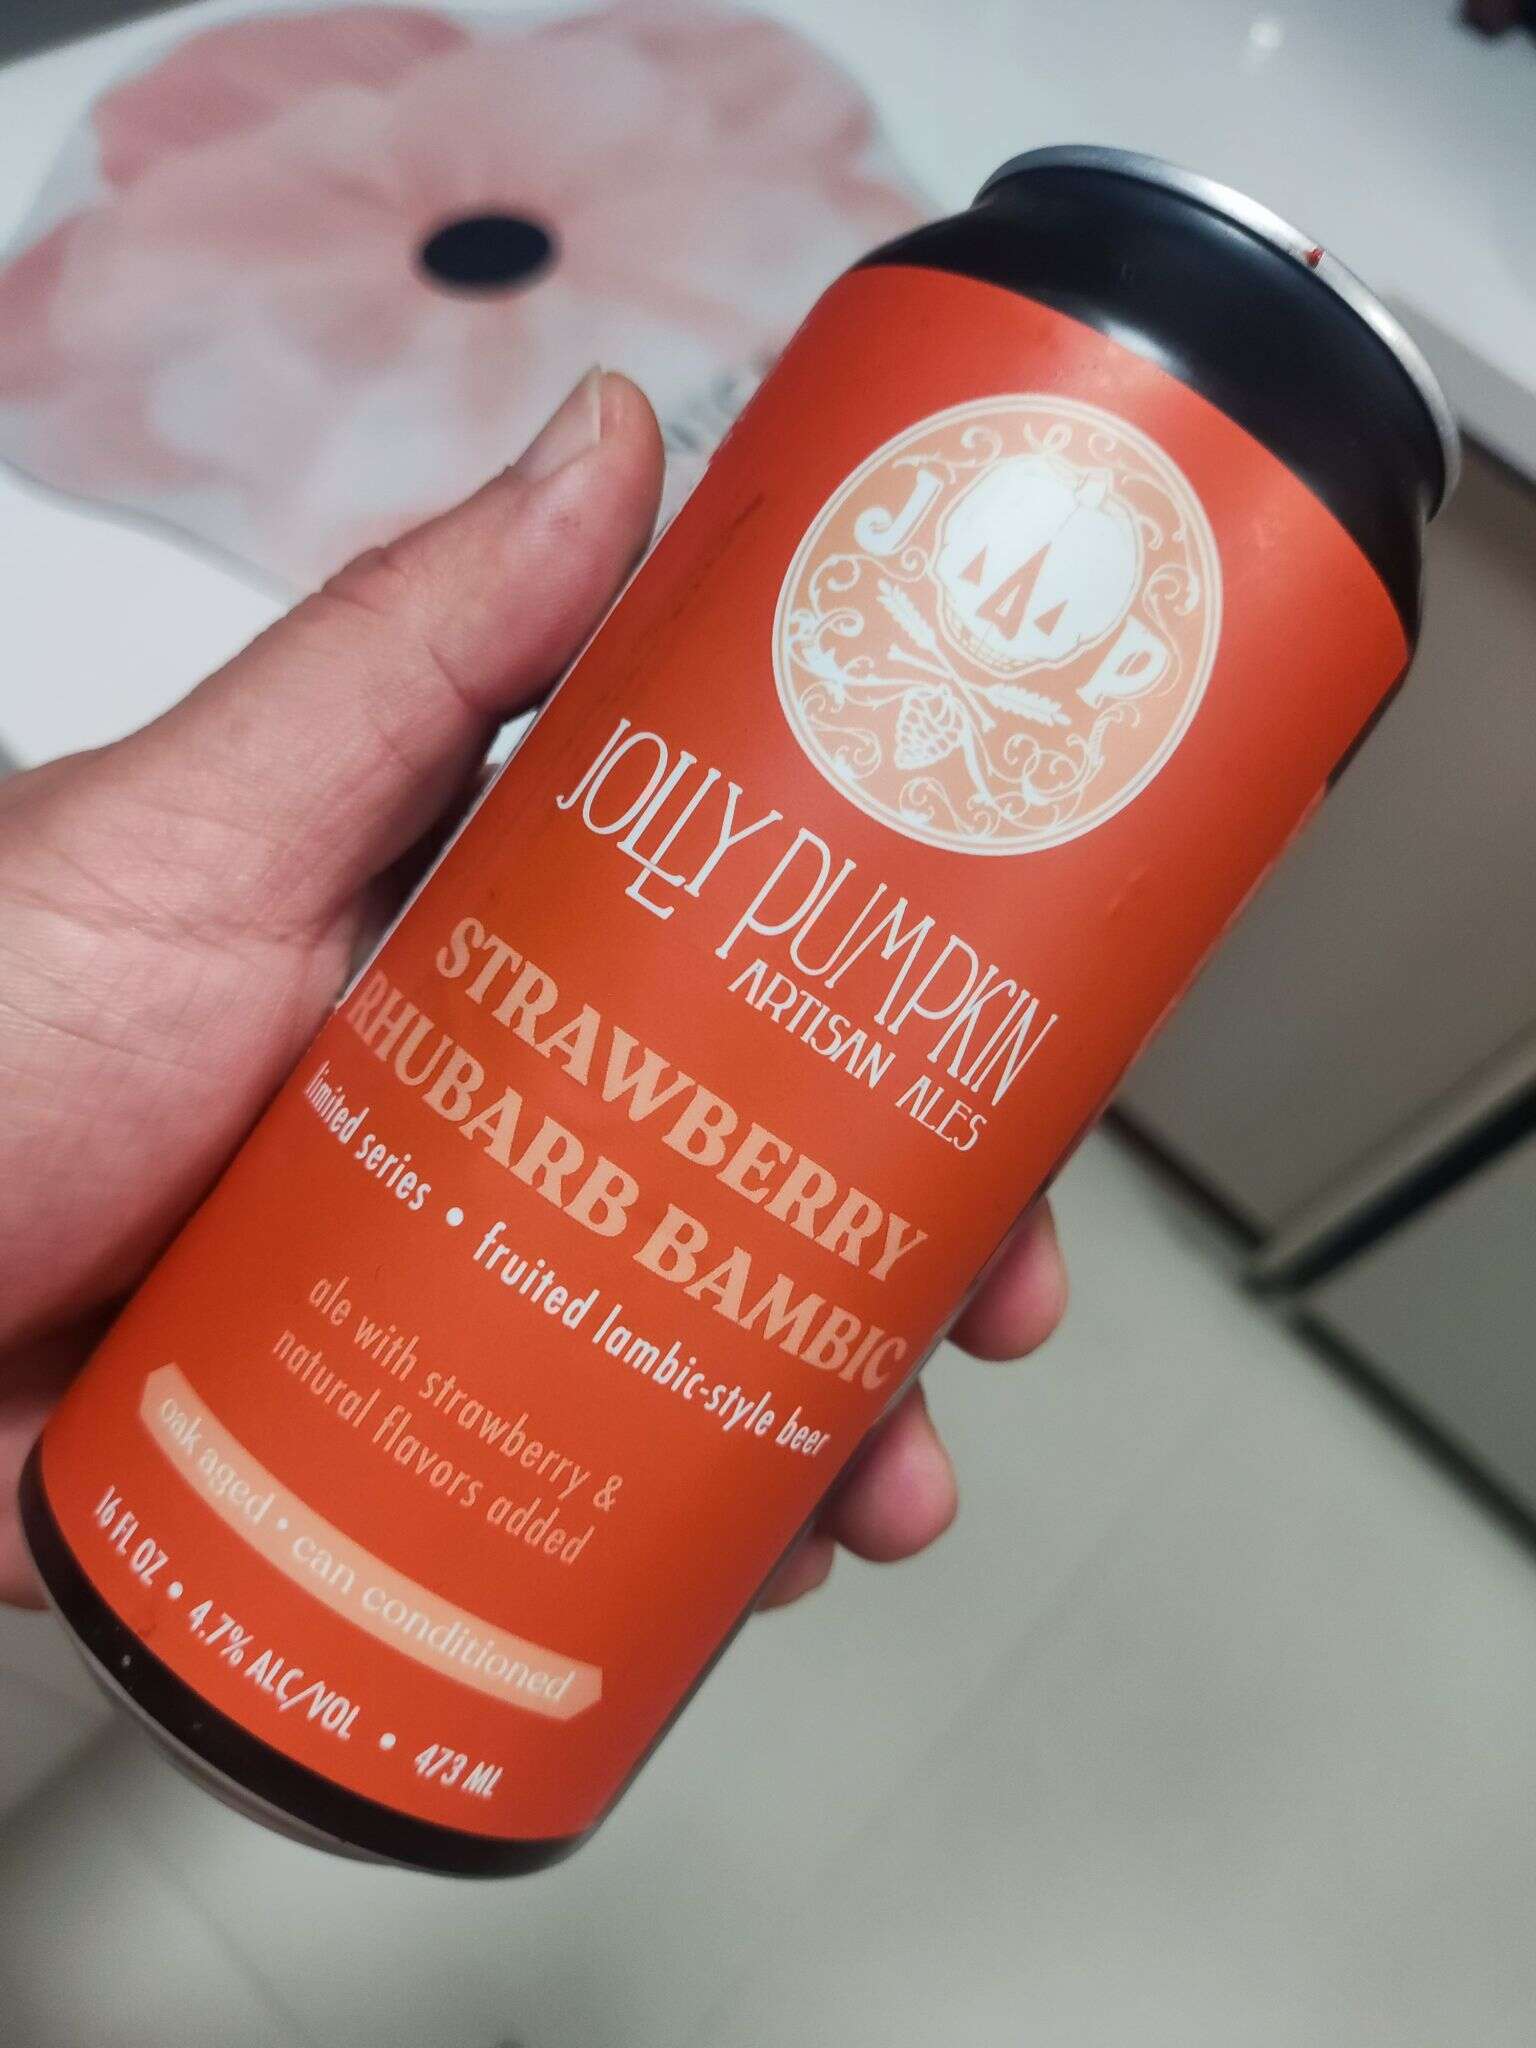 J P
JOLLY PUMPKIN
ARTISAN ALES
STRAWBERRY
RHUBARB BAMBIC
limited series • fruited lambic-style beer
ale with strawberry &
natural flavors added
oak aged • can conditioned
16 FL OZ • 4.7% ALC/VOL • 473 ML